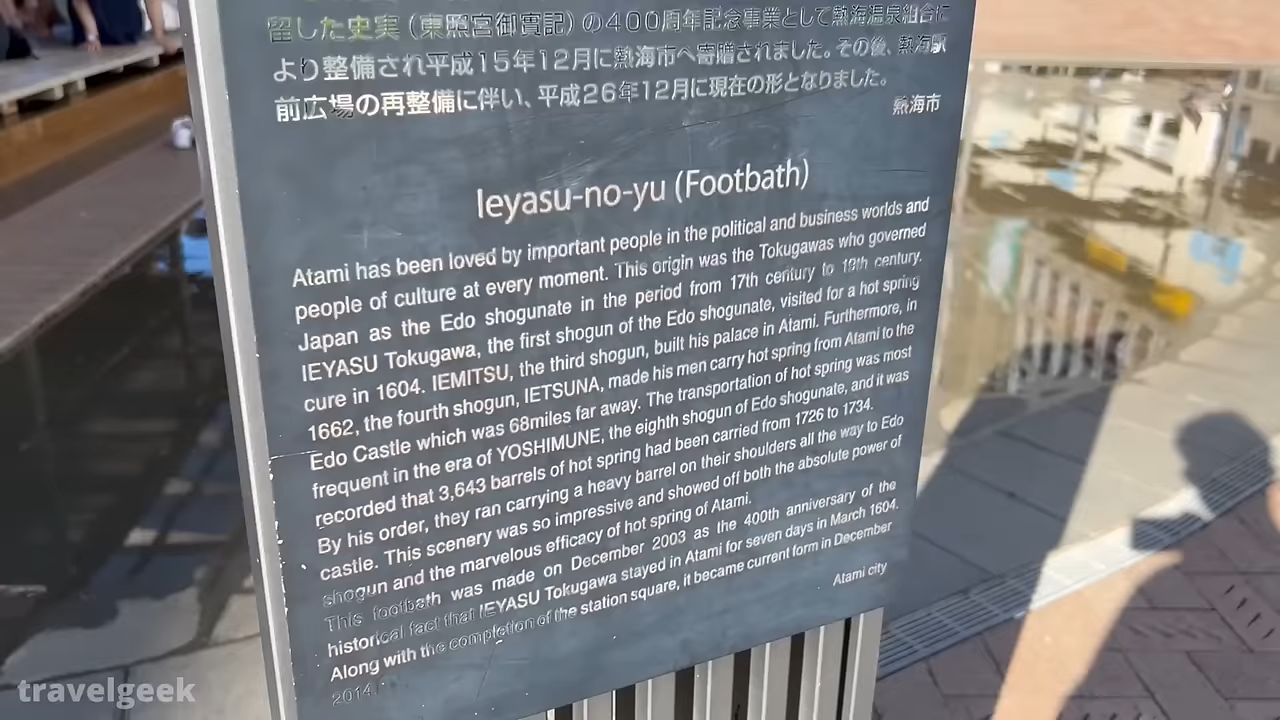 留した史実(東照宮御實記)の400周年記念事業として熱海温泉組合に
より整備され平成15年12月に熱海市へ寄贈されました。その後、熱海駅
前広場の再整備に伴い、平成26年12月に現在の形となりました。
熱海市
Ieyasu-no-yu (Footbath)
Atami has been loved by important people in the political and business worlds and
people of culture at every moment. This origin was the Tokugawas who governed
Japan as the Edo shogunate in the period from 17th century to 19th century.
IEYASU Tokugawa, the first shogun of the Edo shogunate, visited for a hot spring
cure in 1604. IEMITSU, the third shogun, built his palace in Atami. Furthermore, in
1662, the fourth shogun, IETSUNA, made his men carry hot spring from Atami to the
Edo Castle which was 68miles far away. The transportation of hot spring was most
frequent in the era of YOSHIMUNE, the eighth shogun of Edo shogunate, and it was
recorded that 3,643 barrels of hot spring had been carried from 1726 to 1734.
By his order, they ran carrying a heavy barrel on their shoulders all the way to Edo
castle. This scenery was so impressive and showed off both the absolute power of
shogun and the marvelous efficacy of hot spring of Atami.
This footbath was made on December 2003 as the 400th anniversary of the
historical fact that IEYASU Tokugawa stayed in Atami for seven days in March 1604.
Along with the completion of the station square, it became current form in December
2014.
Atami city
travelgeek